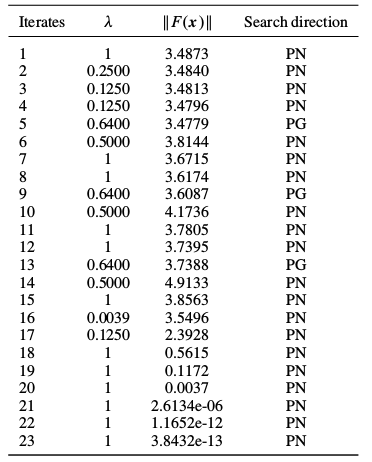 Iterates λ ‖F(x)‖ Search direction
1 1 3.4873 PN
2 0.2500 3.4840 PN
3 0.1250 3.4813 PN
4 0.1250 3.4796 PN
5 0.6400 3.4779 PG
6 0.5000 3.8144 PN
7 1 3.6715 PN
8 1 3.6174 PN
9 0.6400 3.6087 PG
10 0.5000 4.1736 PN
11 1 3.7805 PN
12 1 3.7395 PN
13 0.6400 3.7388 PG
14 0.5000 4.9133 PN
15 1 3.8563 PN
16 0.0039 3.5496 PN
17 0.1250 2.3928 PN
18 1 0.5615 PN
19 1 0.1172 PN
20 1 0.0037 PN
21 1 2.6134e-06 PN
22 1 1.1652e-12 PN
23 1 3.8432e-13 PN